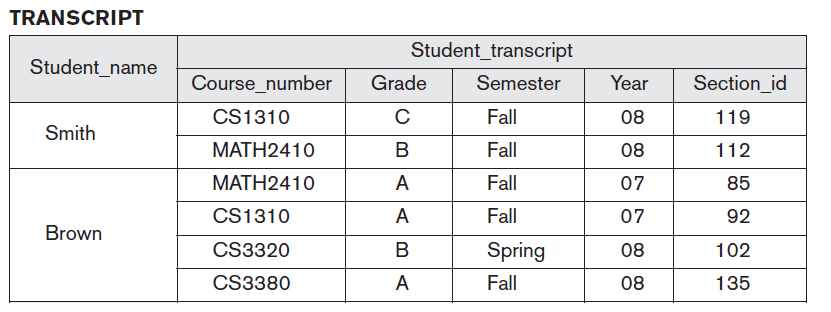 TRANSCRIPT
Student_name Student_transcript
Course_number Grade Semester Year Section_id
Smith CS1310 C Fall 08 119
MATH2410 B Fall 08 112
Brown MATH2410 A Fall 07 85
CS1310 A Fall 07 92
CS3320 B Spring 08 102
CS3380 A Fall 08 135